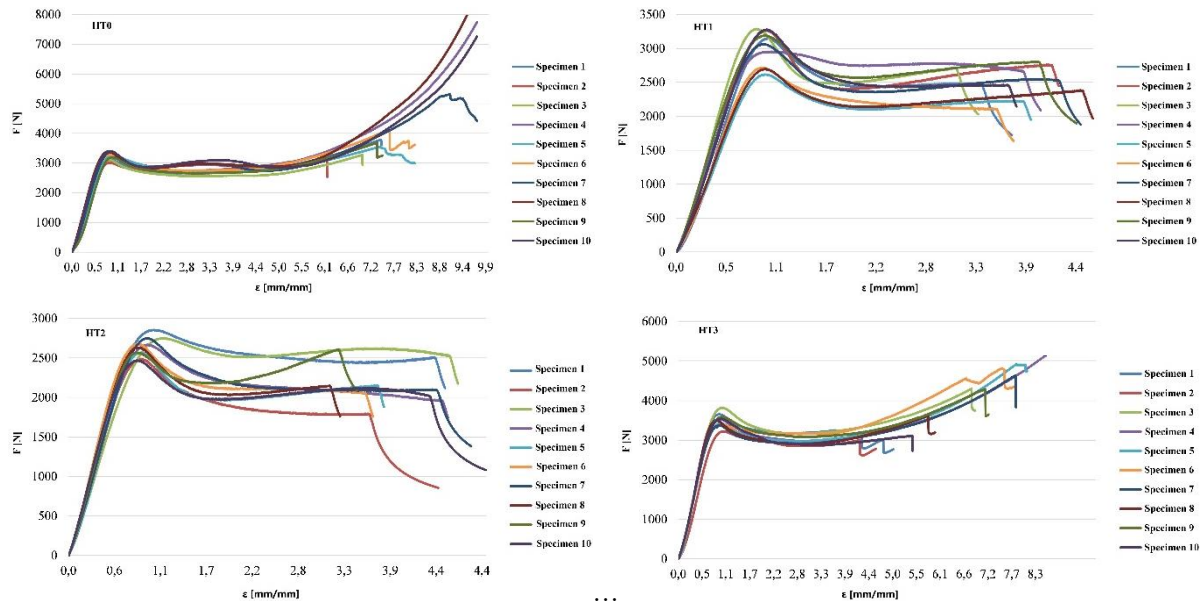 HT0
F [N]
8000
7000
6000
5000
4000
3000
2000
1000
0
0,0 0,5 1,1 1,7 2,2 2,8 3,3 3,9 4,4 5,0 5,5 6,1 6,6 7,2 7,7 8,3 8,8 9,4 9,9
ε [mm/mm]
Specimen 1
Specimen 2
Specimen 3
Specimen 4
Specimen 5
Specimen 6
Specimen 7
Specimen 8
Specimen 9
Specimen 10
HT1
F [N]
3500
3000
2500
2000
1500
1000
500
0
0,0 0,5 1,1 1,7 2,2 2,8 3,3 3,9 4,4
ε [mm/mm]
Specimen 1
Specimen 2
Specimen 3
Specimen 4
Specimen 5
Specimen 6
Specimen 7
Specimen 8
Specimen 9
Specimen 10
HT2
F [N]
3000
2500
2000
1500
1000
500
0
0,0 0,6 1,1 1,7 2,2 2,8 3,3 3,9 4,4 4,4
ε [mm/mm]
Specimen 1
Specimen 2
Specimen 3
Specimen 4
Specimen 5
Specimen 6
Specimen 7
Specimen 8
Specimen 9
Specimen 10
HT3
F [N]
6000
5000
4000
3000
2000
1000
0
0,0 0,5 1,1 1,6 2,2 2,8 3,3 3,9 4,4 5,0 5,5 6,1 6,6 7,2 7,7 8,3
ε [mm/mm]
Specimen 1
Specimen 2
Specimen 3
Specimen 4
Specimen 5
Specimen 6
Specimen 7
Specimen 8
Specimen 9
Specimen 10
...